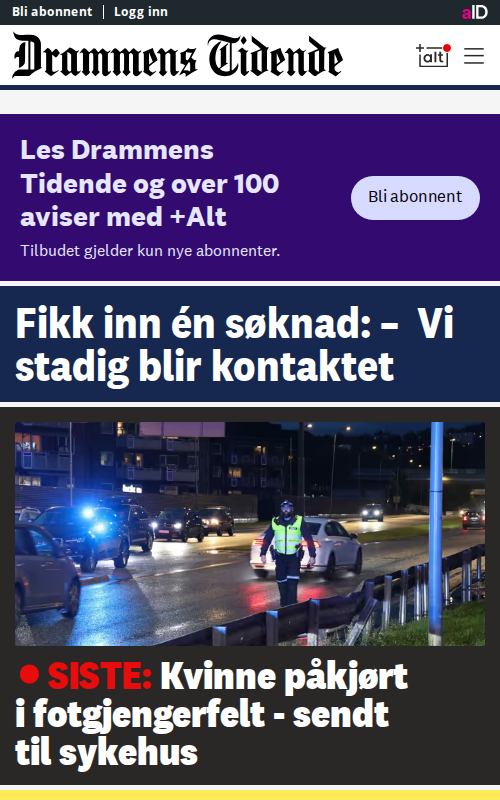 Bli abonnent
Logg inn
aID
Drammens Tidende
+alt
Les Drammens
Tidende og over 100
aviser med +Alt
Tilbudet gjelder kun nye abonnenter.
Bli abonnent
Fikk inn én søknad: – Vi
stadig blir kontaktet
SISTE: Kvinne påkjørt
i fotgjengerfelt - sendt
til sykehus